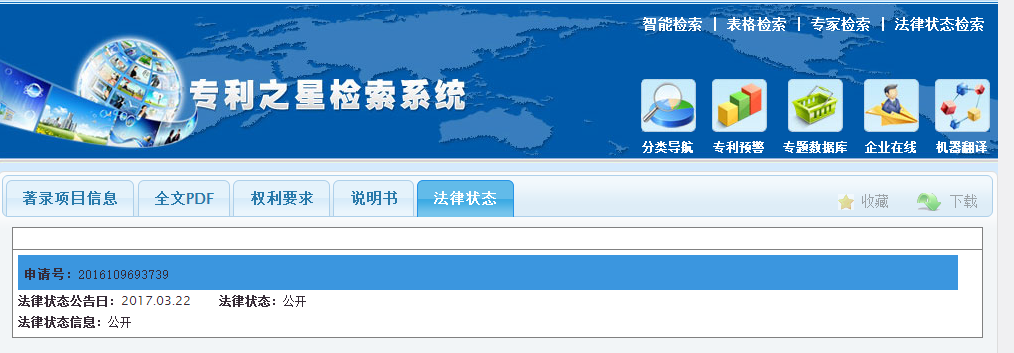 智能检索 | 表格检索 | 专家检索 | 法律状态检索
专利之星检索系统
分类导航 专利预警 专题数据库 企业在线 机器翻译
著录项目信息 全文PDF 权利要求 说明书 法律状态 收藏 下载
申请号：2016109693739
法律状态公告日：2017.03.22 法律状态：公开
法律状态信息：公开